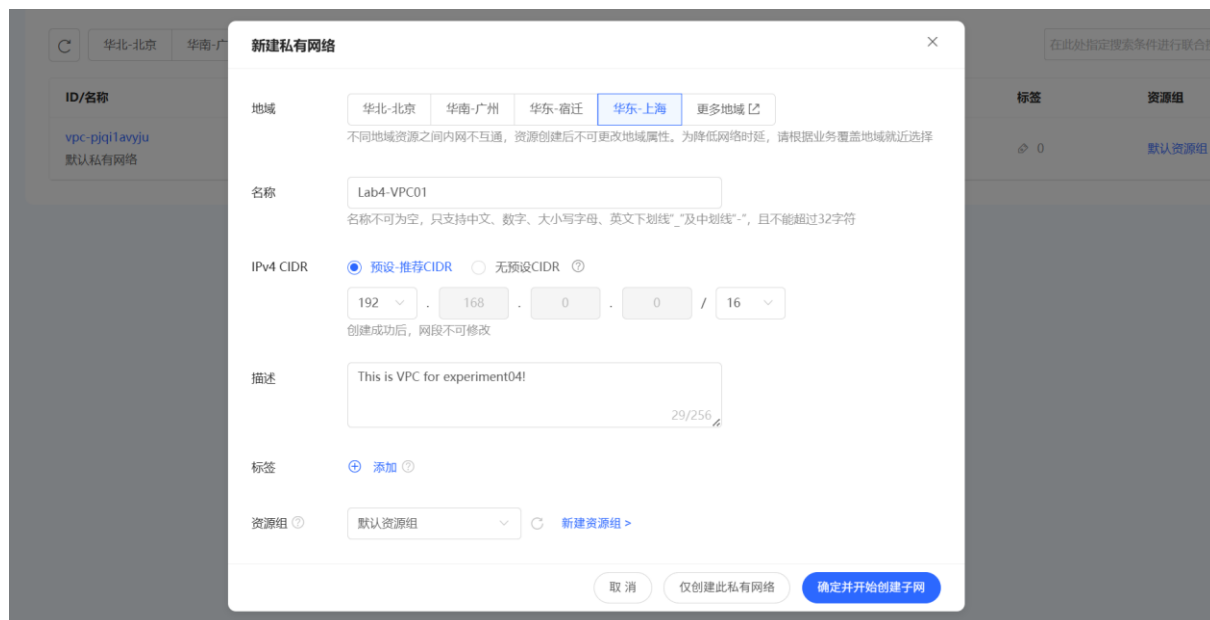 华北-北京 华南-广
在此处指定搜索条件进行联合
ID/名称
标签
资源组
vpc-pjqi1avyju
默认私有网络
0
默认资源组
新建私有网络
地域
华北-北京 华南-广州 华东-宿迁 华东-上海 更多地域
不同地域资源之间内网不互通，资源创建后不可更改地域属性。为降低网络时延，请根据业务覆盖地域就近选择
名称
Lab4-VPC01
名称不可为空，只支持中文、数字、大小写字母、英文下划线"_"及中划线"-"，且不能超过32字符
IPv4 CIDR
预设-推荐CIDR 无预设CIDR
192 . 168 . 0 . 0 / 16
创建成功后，网段不可修改
描述
This is VPC for experiment04!
29/256
标签
添加
资源组
默认资源组
新建资源组 >
取消 仅创建此私有网络 确定并开始创建子网